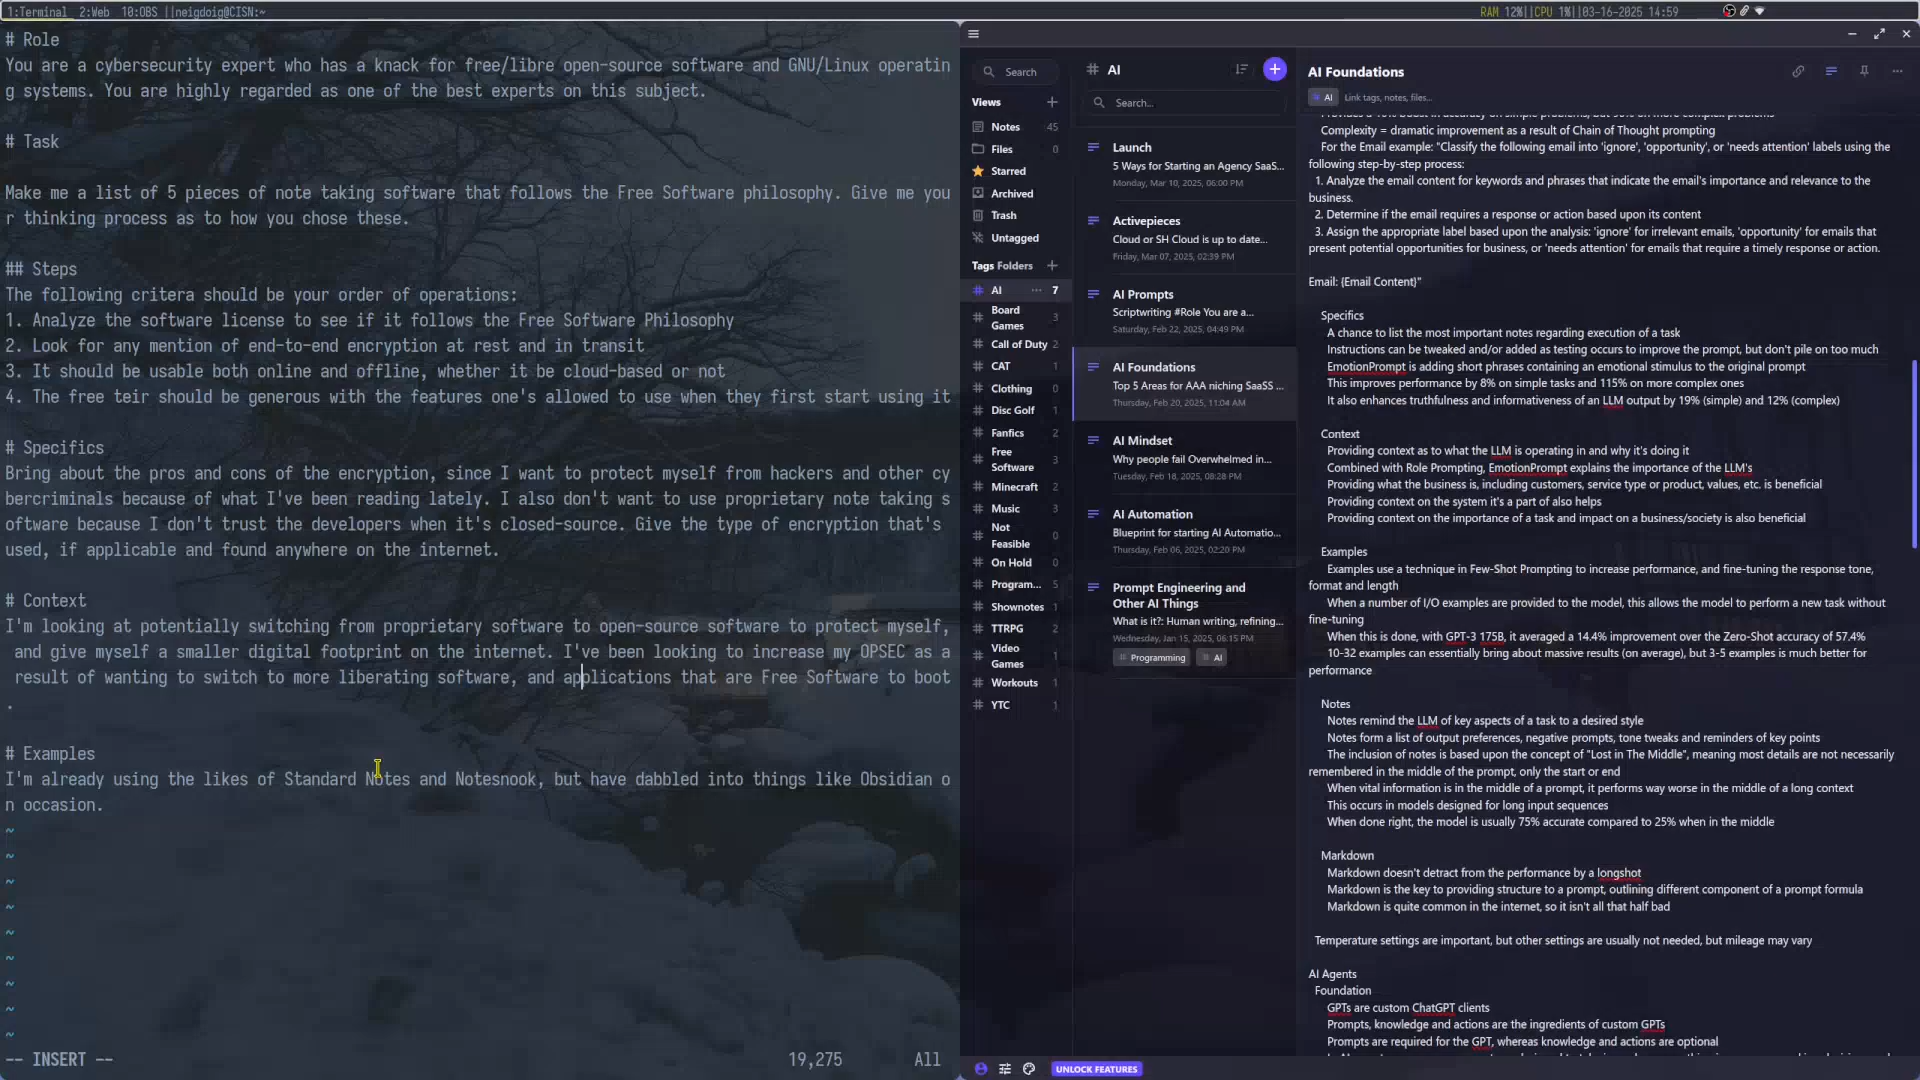 1:Terminal 2:Web 10:OBS ||neigdoig@CISN:~
RAM 12%||CPU 1%||03-16-2025 14:59
# Role
You are a cybersecurity expert who has a knack for free/libre open-source software and GNU/Linux operatin
g systems. You are highly regarded as one of the best experts on this subject.
# Task
Make me a list of 5 pieces of note taking software that follows the Free Software philosophy. Give me you
r thinking process as to how you chose these.
## Steps
The following critera should be your order of operations:
1. Analyze the software license to see if it follows the Free Software Philosophy
2. Look for any mention of end-to-end encryption at rest and in transit
3. It should be usable both online and offline, whether it be cloud-based or not
4. The free teir should be generous with the features one's allowed to use when they first start using it
# Specifics
Bring about the pros and cons of the encryption, since I want to protect myself from hackers and other cy
bercriminals because of what I've been reading lately. I also don't want to use proprietary note taking s
oftware because I don't trust the developers when it's closed-source. Give the type of encryption that's
used, if applicable and found anywhere on the internet.
# Context
I'm looking at potentially switching from proprietary software to open-source software to protect myself,
and give myself a smaller digital footprint on the internet. I've been looking to increase my OPSEC as a
result of wanting to switch to more liberating software, and applications that are Free Software to boot
.
# Examples
I'm already using the likes of Standard Notes and Notesnook, but have dabbled into things like Obsidian o
n occasion.
~
~
~
~
~
~
~
~
~
-- INSERT -- 19,275 All
Search
Views
Notes 45
Files 0
Starred
Archived
Trash
Untagged
Tags Folders
AI ... 7
Board Games 3
Call of Duty 2
CAT 1
Clothing 1
Disc Golf 1
Fanfics 2
Free Software 3
Minecraft 2
Music 3
Not Feasible 0
On Hold 0
Program... 5
Shownotes 1
TTRPG 2
Video Games 1
Workouts 1
YTC 1
UNLOCK FEATURES
# AI
Search...
Launch
5 Ways for Starting an Agency SaaS...
Monday, Mar 10, 2025, 06:00 PM
Activepieces
Cloud or SH Cloud is up to date...
Friday, Mar 07, 2025, 02:39 PM
AI Prompts
Scriptwriting #Role You are a...
Saturday, Feb 22, 2025, 04:49 PM
AI Foundations
Top 5 Areas for AAA niching SaaS ...
Thursday, Feb 20, 2025, 11:04 AM
AI Mindset
Why people fail Overwhelmed in...
Tuesday, Feb 18, 2025, 08:28 PM
AI Automation
Blueprint for starting AI Automatio...
Thursday, Feb 06, 2025, 02:20 PM
Prompt Engineering and
Other AI Things
What is it?: Human writing, refining...
Wednesday, Jan 15, 2025, 06:15 PM
# Programming # AI
AI Foundations
# AI Link tags, notes, files...
Complexity = dramatic improvement as a result of Chain of Thought prompting
For the Email example: "Classify the following email into 'ignore', 'opportunity', or 'needs attention' labels using the
following step-by-step process:
1. Analyze the email content for keywords and phrases that indicate the email's importance and relevance to the
business.
2. Determine if the email requires a response or action based upon its content
3. Assign the appropriate label based upon the analysis: 'ignore' for irrelevant emails, 'opportunity' for emails that
present potential opportunities for business, or 'needs attention' for emails that require a timely response or action.
Email: (Email Content)"
Specifics
A chance to list the most important notes regarding execution of a task
Instructions can be tweaked and/or added as testing occurs to improve the prompt, but don't pile on too much
EmotionPrompt is adding short phrases containing an emotional stimulus to the original prompt
This improves performance by 8% on simple tasks and 115% on more complex ones
It also enhances truthfulness and informativeness of an LLM output by 19% (simple) and 12% (complex)
Context
Providing context as to what the LLM is operating in and why it's doing it
Combined with Role Prompting, EmotionPrompt explains the importance of the LLM's
Providing what the business is, including customers, service type or product, values, etc. is beneficial
Providing context on the system it's a part of also helps
Providing context on the importance of a task and impact on a business/society is also beneficial
Examples
Examples use a technique in Few-Shot Prompting to increase performance, and fine-tuning the response tone,
format and length
When a number of I/O examples are provided to the model, this allows the model to perform a new task without
fine-tuning
When this is done, with GPT-3 175B, it averaged a 14.4% improvement over the Zero-Shot accuracy of 57.4%
10-32 examples can essentially bring about massive results (on average), but 3-5 examples is much better for
performance
Notes
Notes remind the LLM of key aspects of a task to a desired style
Notes form a list of output preferences, negative prompts, tone tweaks and reminders of key points
The inclusion of notes is based upon the concept of "Lost in The Middle", meaning most details are not necessarily
remembered in the middle of the prompt, only the start or end
When vital information is in the middle of a prompt, it performs way worse in the middle of a long context
This occurs in models designed for long input sequences
When done right, the model is usually 75% accurate compared to 25% when in the middle
Markdown
Markdown doesn't detract from the performance by a longshot
Markdown is the key to providing structure to a prompt, outlining different component of a prompt formula
Markdown is quite common in the internet, so it isn't all that half bad
Temperature settings are important, but other settings are usually not needed, but mileage may vary
AI Agents
Foundation
GPTs are custom ChatGPT clients
Prompts, knowledge and actions are the ingredients of custom GPTs
Prompts are required for the GPT, whereas knowledge and actions are optional